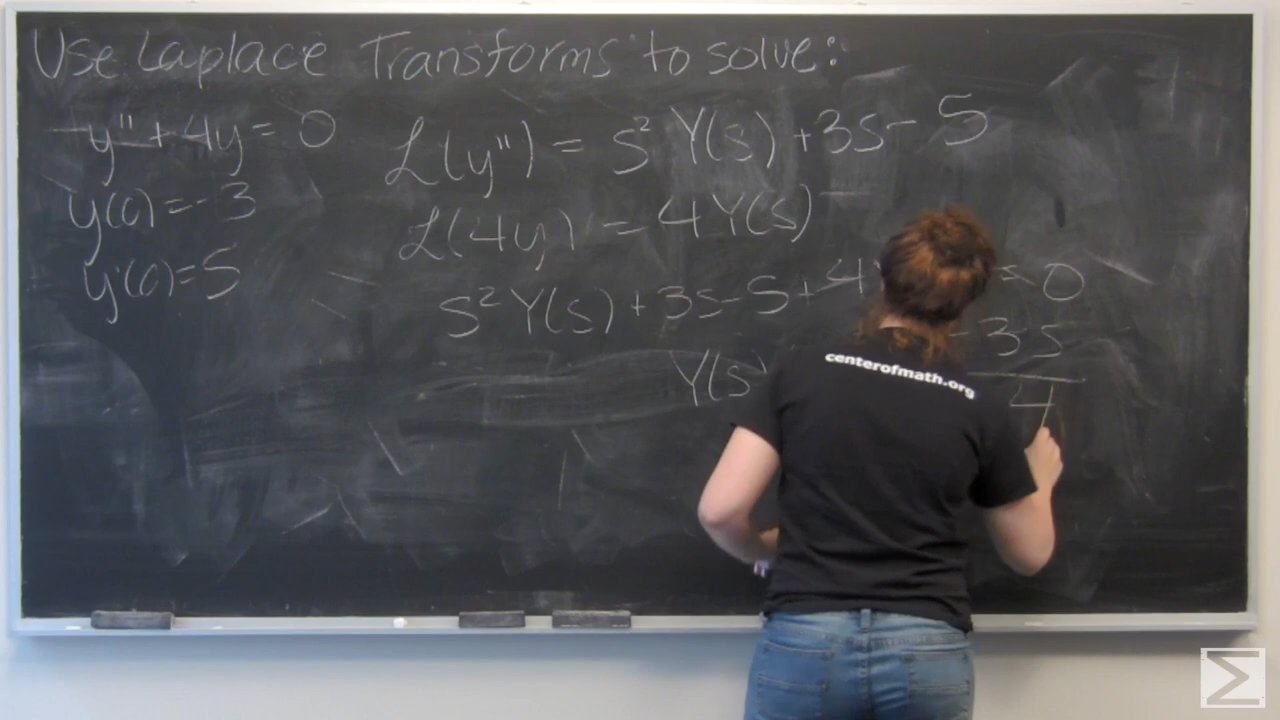 Use Laplace Transforms to solve:
y'' + 4y = 0
y(0) = -3
y'(0) = 5
ℒ(y'') = s² Y(s) + 3s - 5
ℒ(4y) = 4Y(s)
s² Y(s) + 3s - 5 + 4 = 0
Y(s) - 3s
4
centerofmath.org
Σ